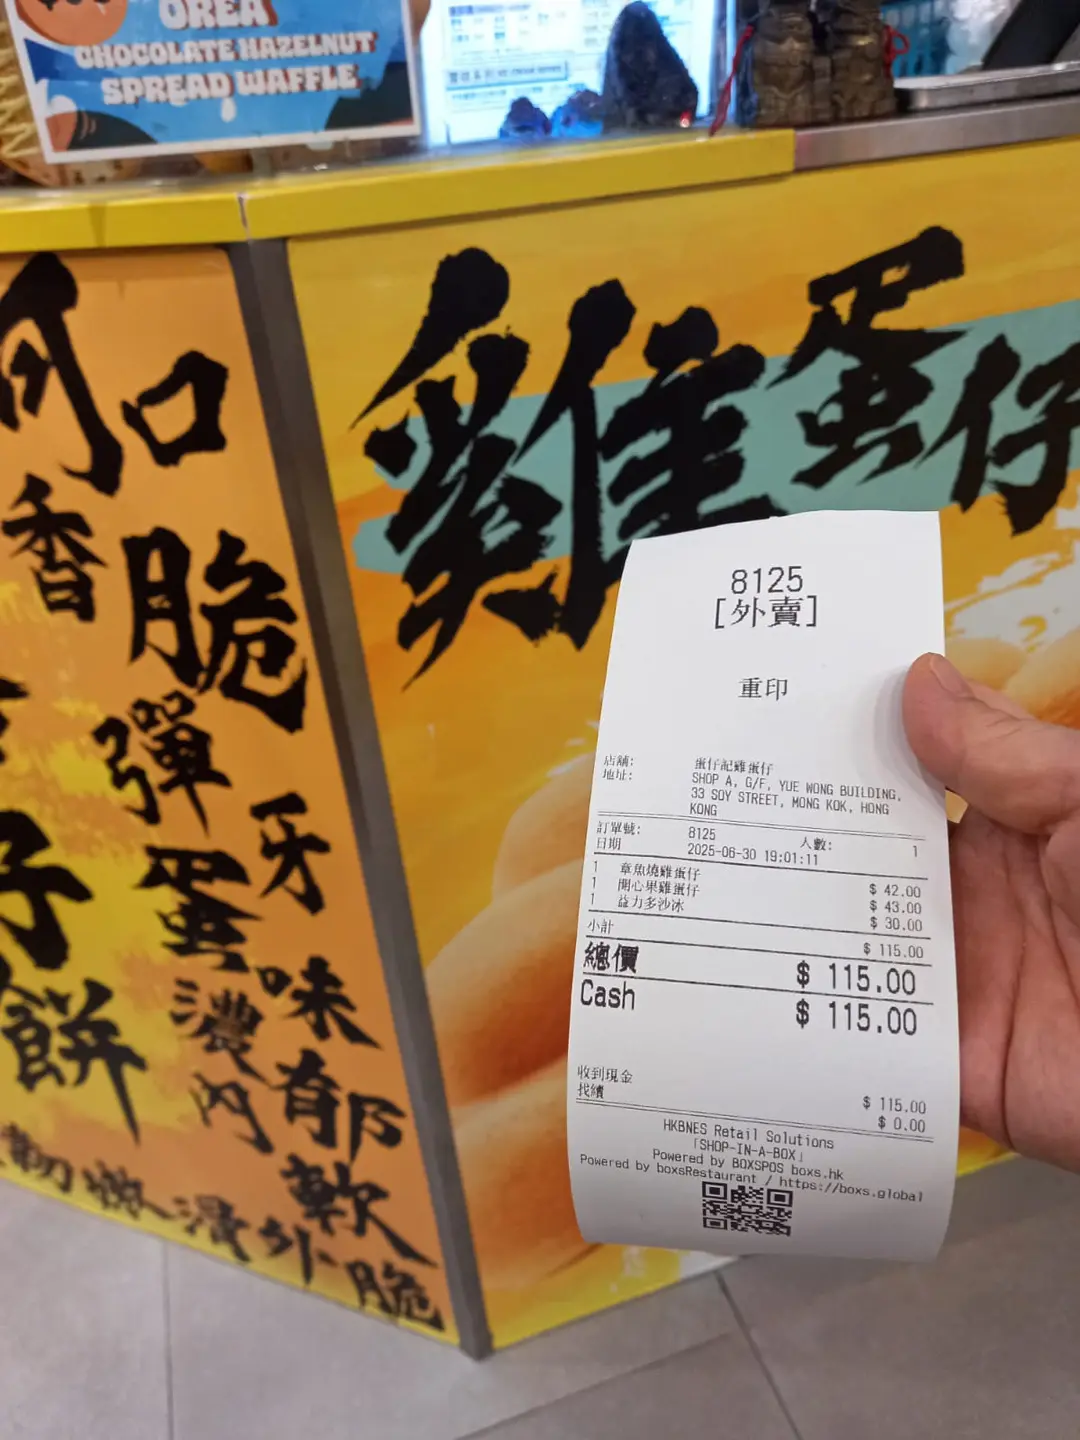 OREA
CHOCOLATE HAZELNUT
SPREAD WAFFLE
雞蛋仔
口
香
脆
彈
牙
蛋
味
濃
郁
內
軟
外
脆
仔
餅
8125
[外賣]
重印
店舖: 蛋仔記雞蛋仔
地址: SHOP A, G/F, YUE WONG BUILDING,
33 SOY STREET, MONG KOK, HONG
KONG
訂單號: 8125 人數: 1
日期 2025-06-30 19:01:11
1 章魚燒雞蛋仔 $ 42.00
1 開心果雞蛋仔 $ 43.00
1 益力多沙冰 $ 30.00
小計 $ 115.00
總價 $ 115.00
Cash $ 115.00
收到現金 $ 115.00
找續 $ 0.00
HKBNES Retail Solutions
「SHOP-IN-A-BOX」
Powered by BOXSPOS boxs.hk
Powered by boxsRestaurant / https://boxs.global